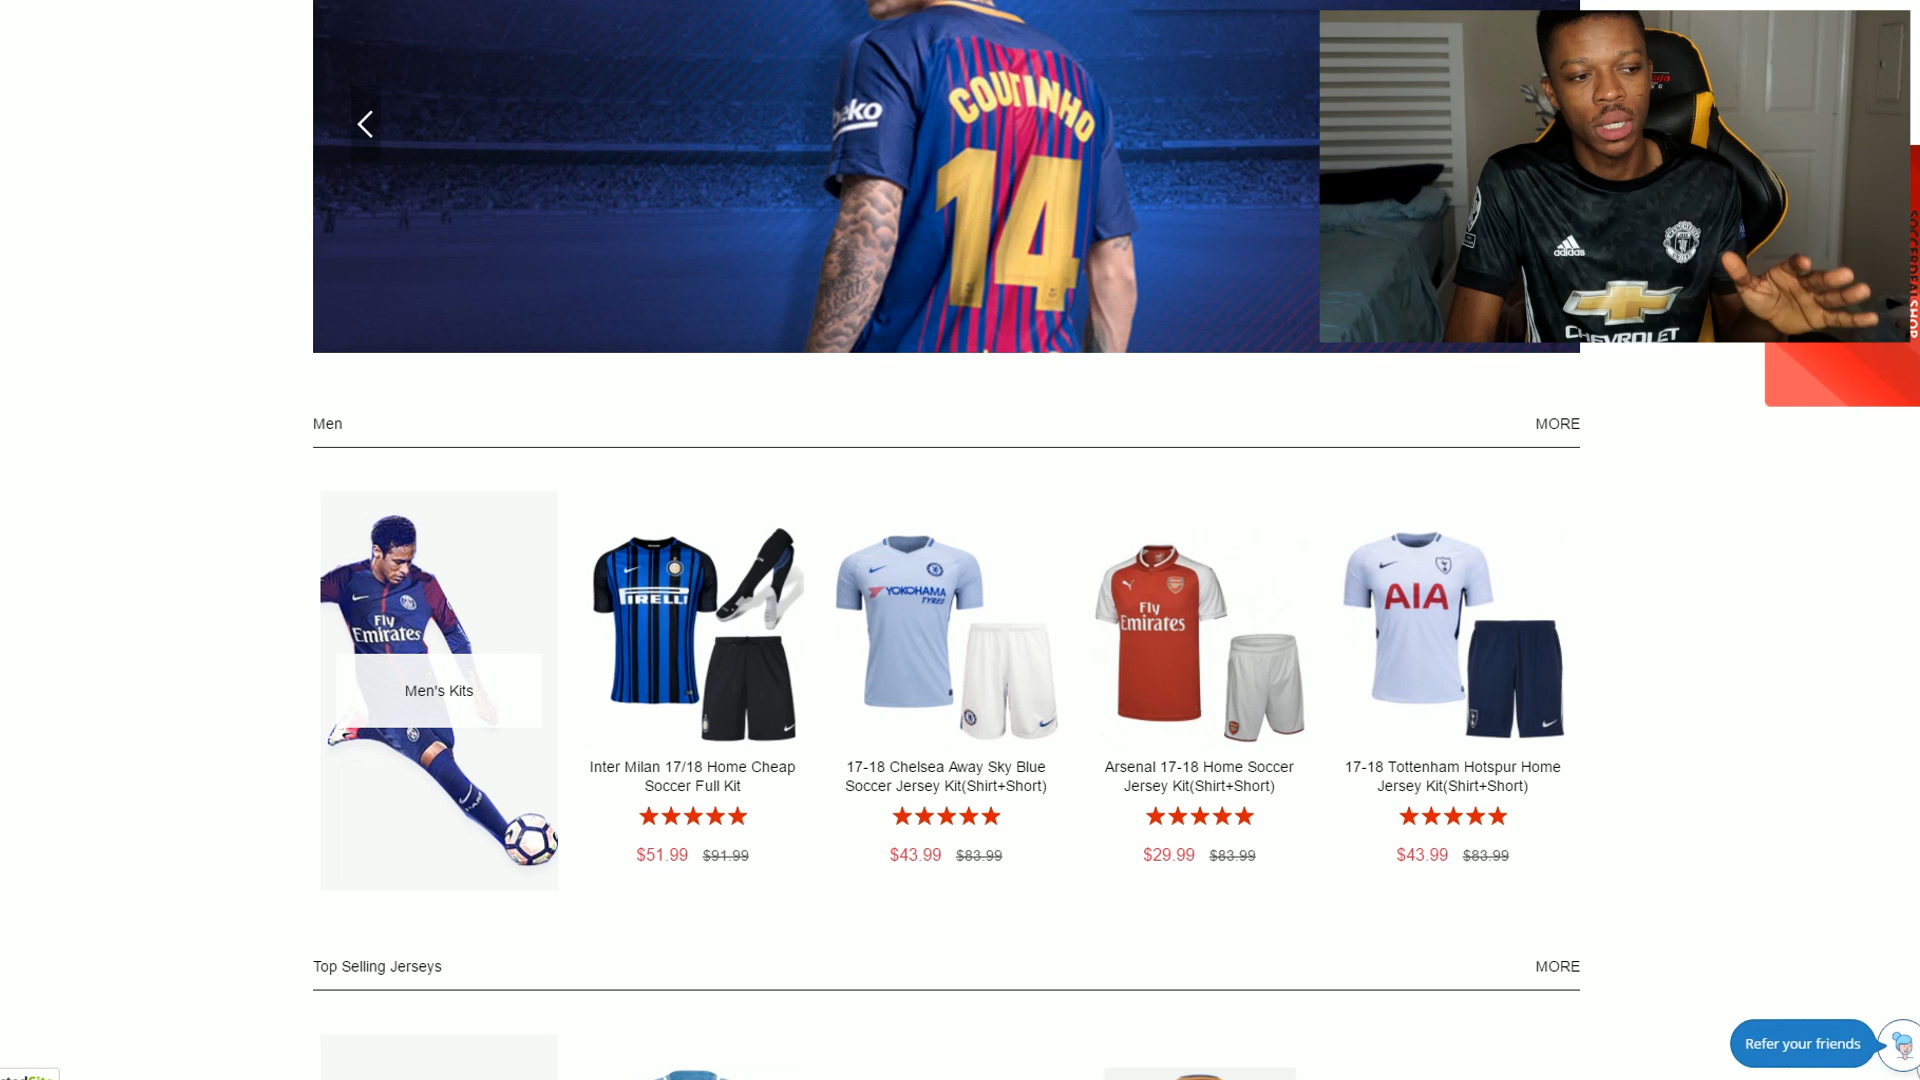 beko
COUTINHO
14
adidas
CHEVROLET
Men
MORE
Fly
Emirates
Men's Kits
PIRELLI
YOKOHAMA
TYRES
Fly
Emirates
AIA
Inter Milan 17/18 Home Cheap
Soccer Full Kit
17-18 Chelsea Away Sky Blue
Soccer Jersey Kit(Shirt+Short)
Arsenal 17-18 Home Soccer
Jersey Kit(Shirt+Short)
17-18 Tottenham Hotspur Home
Jersey Kit(Shirt+Short)
$51.99 $91.99
$43.99 $83.99
$29.99 $83.99
$43.99 $83.99
Top Selling Jerseys
MORE
Refer your friends